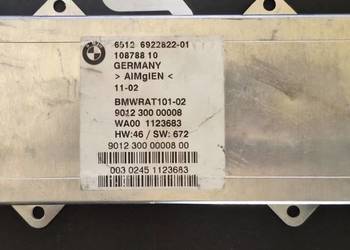 6512 6922822-01
108788 10
GERMANY
> AlMgIEN <
11-02
BMWRAT101-02
9012 300 00008
WA00 1123683
HW:46 / SW: 672
9012 300 00008 00
003 0245 1123683